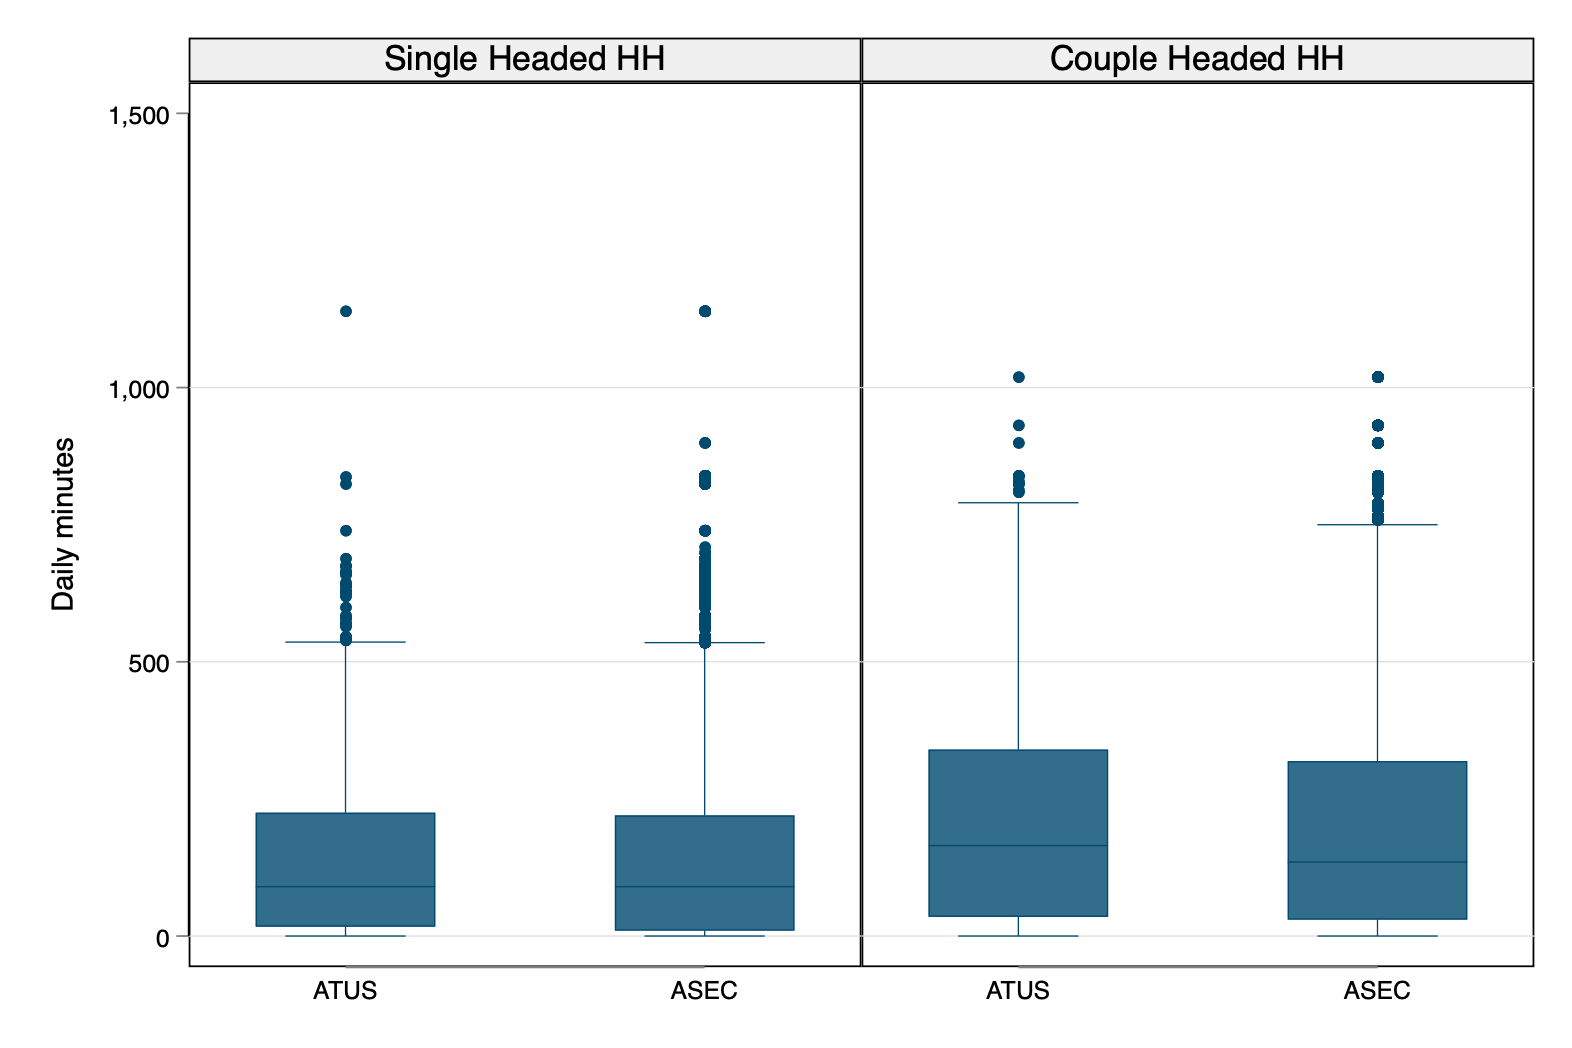 Single Headed HH
Couple Headed HH
Daily minutes
1,500
1,000
500
0
ATUS
ASEC
ATUS
ASEC